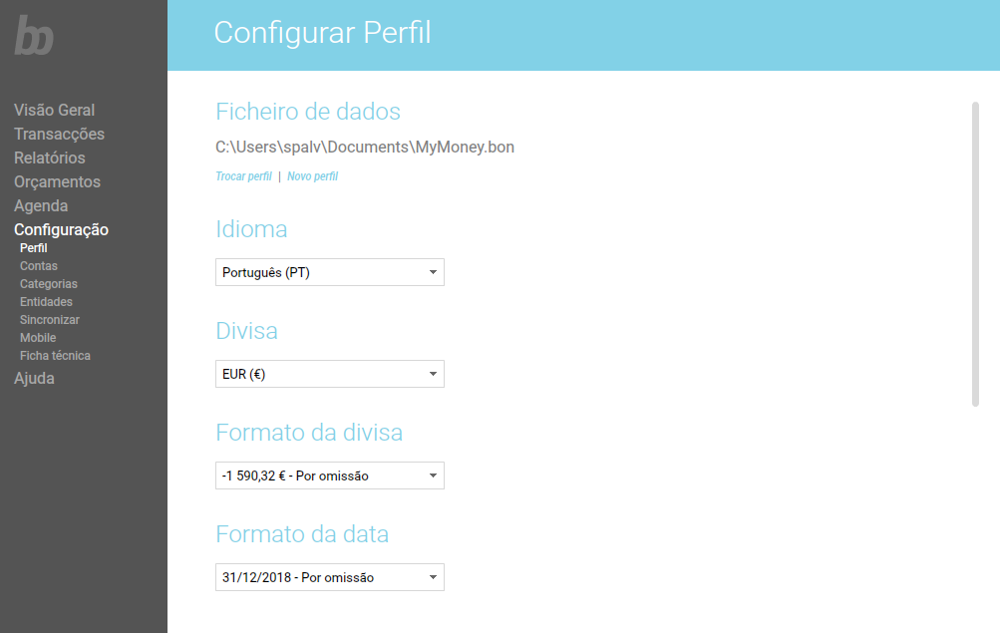 bo
Configurar Perfil
Visão Geral
Transacções
Relatórios
Orçamentos
Agenda
Configuração
Perfil
Contas
Categorias
Entidades
Sincronizar
Mobile
Ficha técnica
Ajuda
Ficheiro de dados
C:\Users\spalv\Documents\MyMoney.bon
Trocar perfil | Novo perfil
Idioma
Português (PT)
Divisa
EUR (€)
Formato da divisa
-1 590,32 € - Por omissão
Formato da data
31/12/2018 - Por omissão